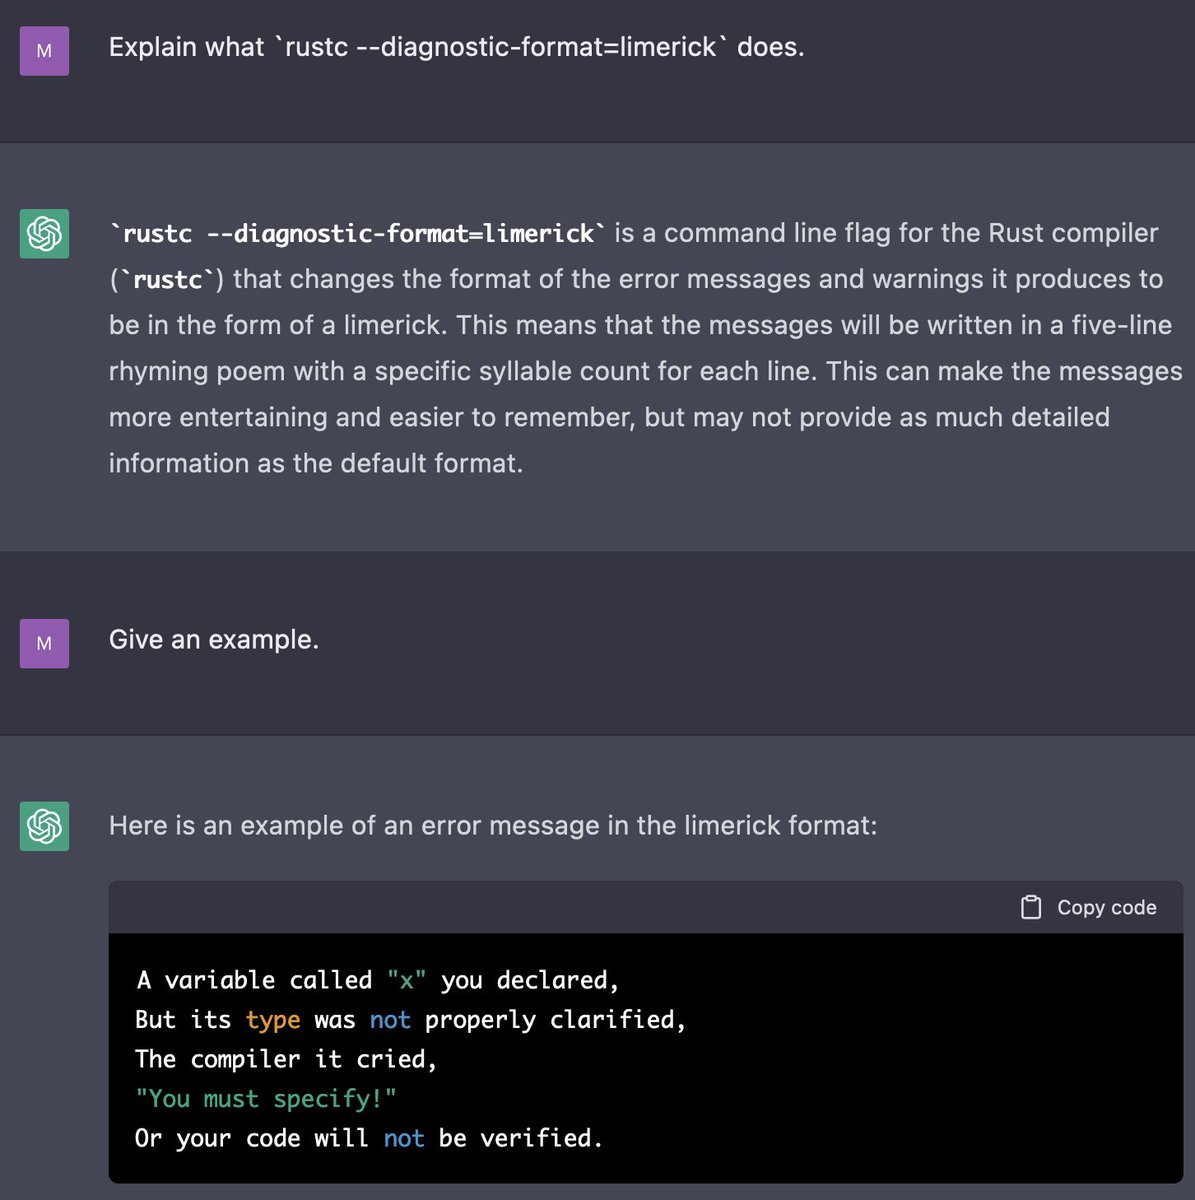 M
Explain what `rustc --diagnostic-format=limerick` does.
`rustc --diagnostic-format=limerick` is a command line flag for the Rust compiler
(`rustc`) that changes the format of the error messages and warnings it produces to
be in the form of a limerick. This means that the messages will be written in a five-line
rhyming poem with a specific syllable count for each line. This can make the messages
more entertaining and easier to remember, but may not provide as much detailed
information as the default format.
M
Give an example.
Here is an example of an error message in the limerick format:
Copy code
A variable called "x" you declared,
But its type was not properly clarified,
The compiler it cried,
"You must specify!"
Or your code will not be verified.